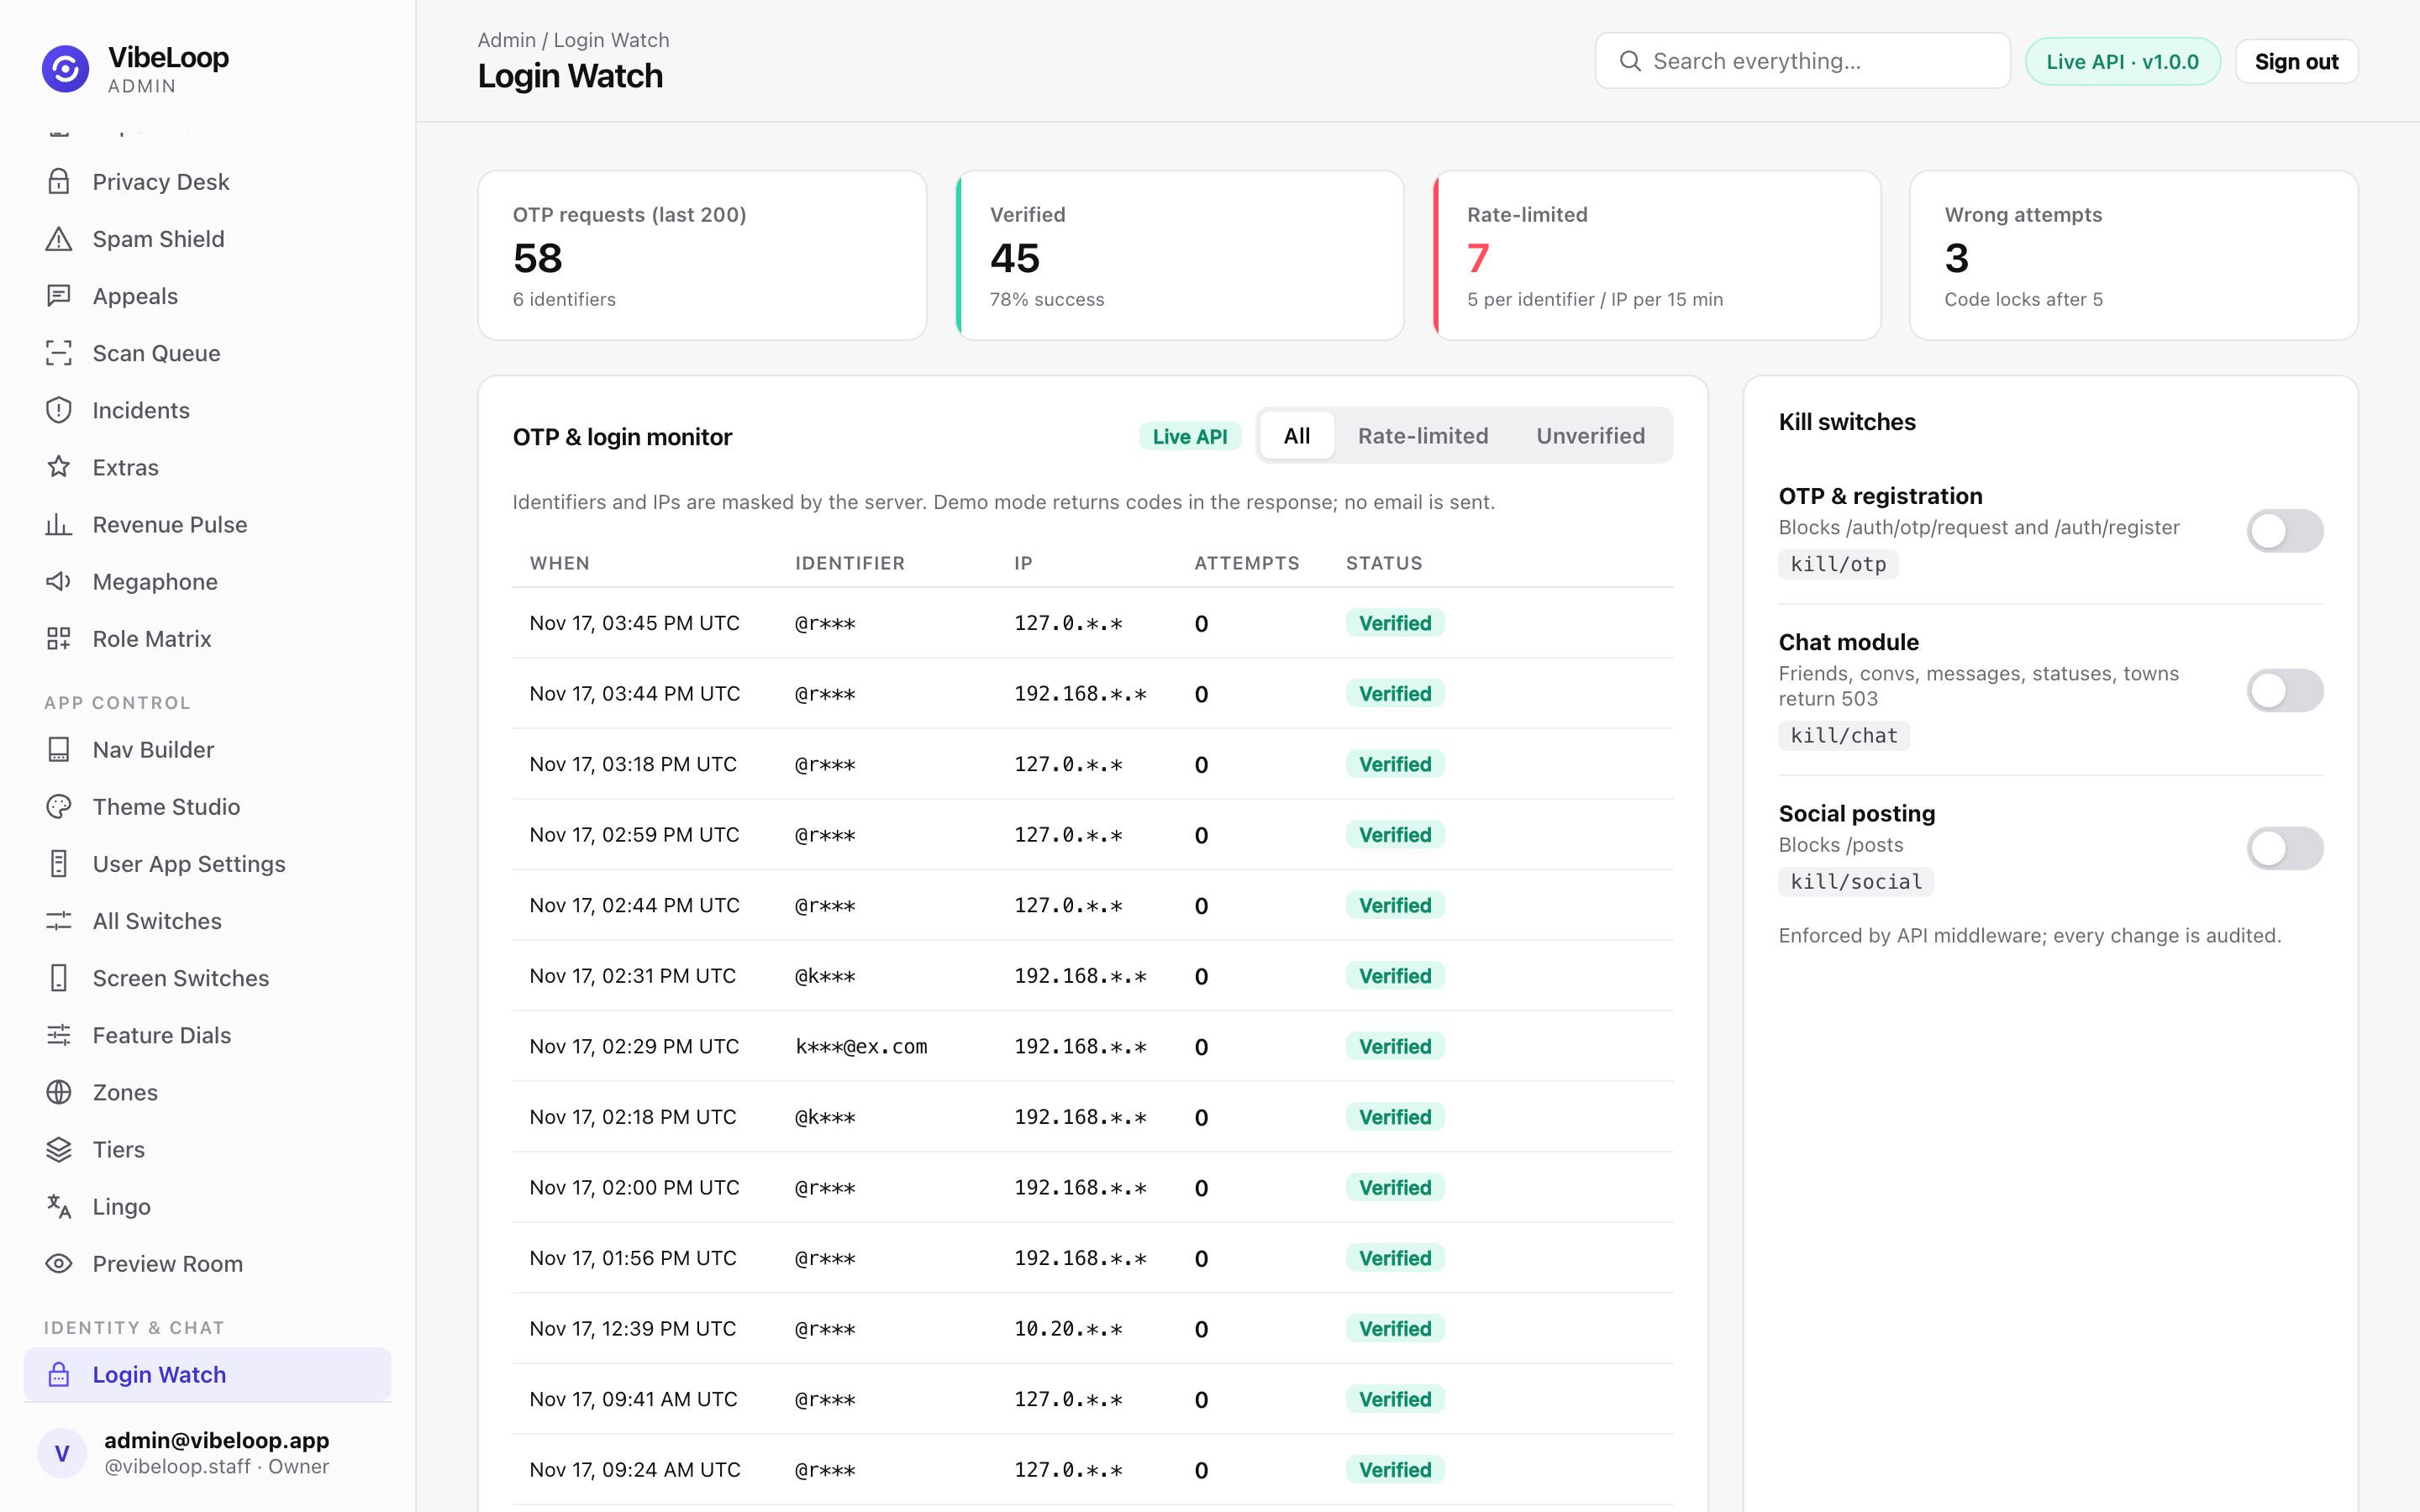 VibeLoop
ADMIN
Privacy Desk
Spam Shield
Appeals
Scan Queue
Incidents
Extras
Revenue Pulse
Megaphone
Role Matrix
APP CONTROL
Nav Builder
Theme Studio
User App Settings
All Switches
Screen Switches
Feature Dials
Zones
Tiers
Lingo
Preview Room
IDENTITY & CHAT
Login Watch
V
admin@vibeloop.app
@vibeloop.staff · Owner
Admin / Login Watch
Login Watch
Search everything...
Live API · v1.0.0
Sign out
OTP requests (last 200)
58
6 identifiers
Verified
45
78% success
Rate-limited
7
5 per identifier / IP per 15 min
Wrong attempts
3
Code locks after 5
OTP & login monitor
Live API
All
Rate-limited
Unverified
Identifiers and IPs are masked by the server. Demo mode returns codes in the response; no email is sent.
WHEN IDENTIFIER IP ATTEMPTS STATUS
Nov 17, 03:45 PM UTC @r*** 127.0.*.* 0 Verified
Nov 17, 03:44 PM UTC @r*** 192.168.*.* 0 Verified
Nov 17, 03:18 PM UTC @r*** 127.0.*.* 0 Verified
Nov 17, 02:59 PM UTC @r*** 127.0.*.* 0 Verified
Nov 17, 02:44 PM UTC @r*** 127.0.*.* 0 Verified
Nov 17, 02:31 PM UTC @k*** 192.168.*.* 0 Verified
Nov 17, 02:29 PM UTC k***@ex.com 192.168.*.* 0 Verified
Nov 17, 02:18 PM UTC @k*** 192.168.*.* 0 Verified
Nov 17, 02:00 PM UTC @r*** 192.168.*.* 0 Verified
Nov 17, 01:56 PM UTC @r*** 192.168.*.* 0 Verified
Nov 17, 12:39 PM UTC @r*** 10.20.*.* 0 Verified
Nov 17, 09:41 AM UTC @r*** 127.0.*.* 0 Verified
Nov 17, 09:24 AM UTC @r*** 127.0.*.* 0 Verified
Kill switches
OTP & registration
Blocks /auth/otp/request and /auth/register
kill/otp
Chat module
Friends, convs, messages, statuses, towns
return 503
kill/chat
Social posting
Blocks /posts
kill/social
Enforced by API middleware; every change is audited.